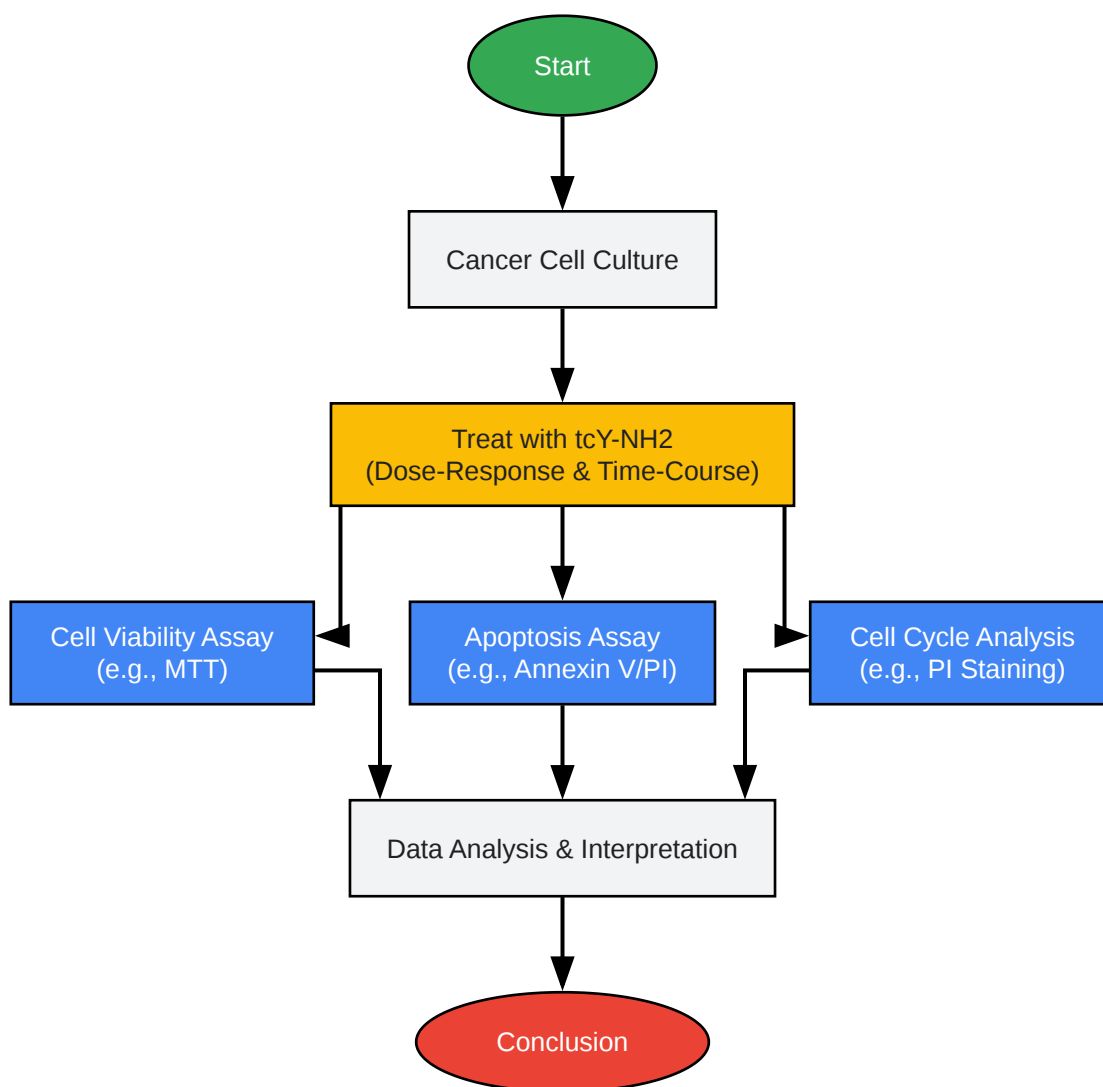 Start
Cancer Cell Culture
Treat with tcY-NH2
(Dose-Response & Time-Course)
Cell Viability Assay
(e.g., MTT)
Apoptosis Assay
(e.g., Annexin V/PI)
Cell Cycle Analysis
(e.g., PI Staining)
Data Analysis & Interpretation
Conclusion